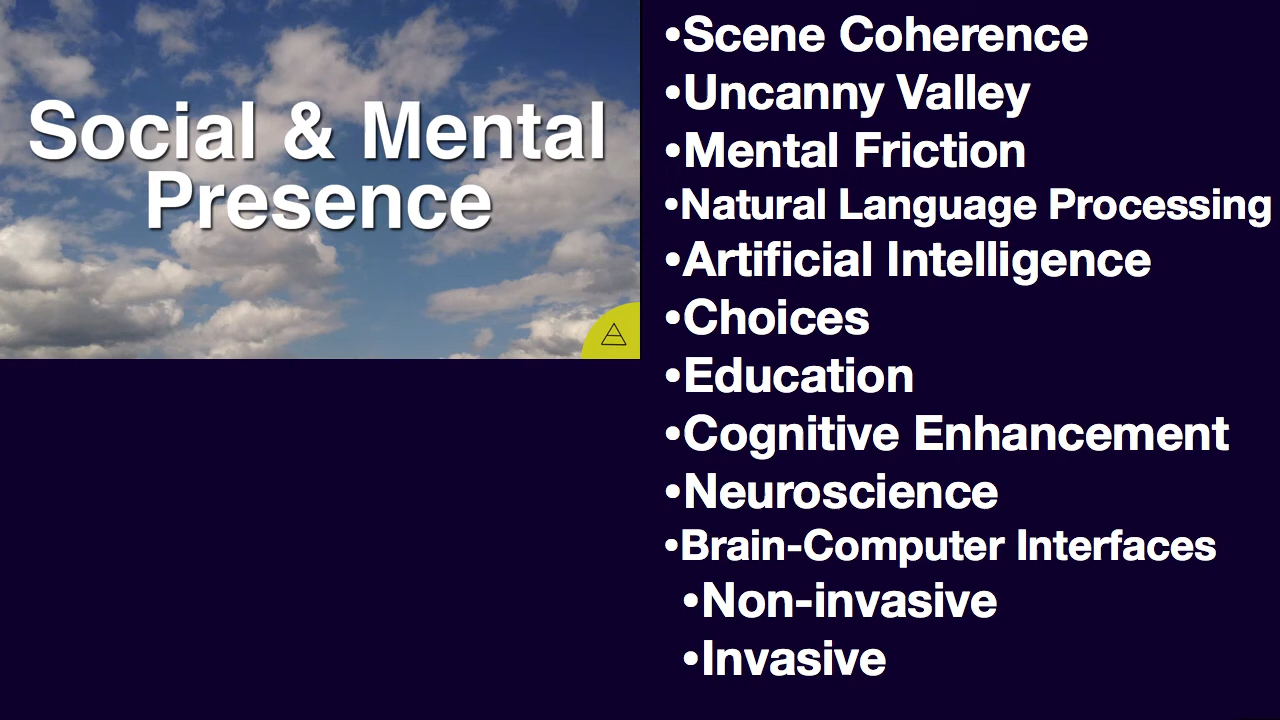 Social & Mental
Presence
•Scene Coherence
•Uncanny Valley
•Mental Friction
•Natural Language Processing
•Artificial Intelligence
•Choices
•Education
•Cognitive Enhancement
•Neuroscience
•Brain-Computer Interfaces
•Non-invasive
•Invasive